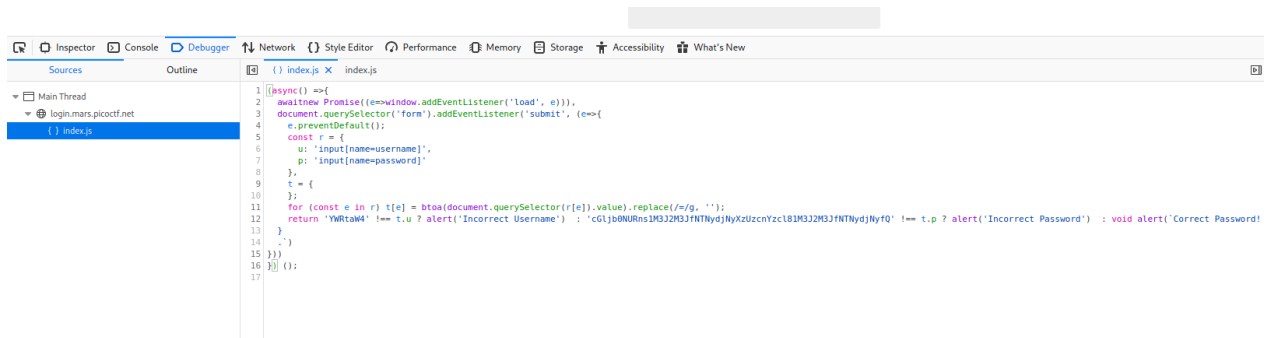 Inspector Console Debugger Network Style Editor Performance Memory Storage Accessibility What's New
Sources Outline index.js index.js
Main Thread
login.mars.picoctf.net
index.js
1 (async() =>{
2 awaitnew Promise((e=>window.addEventListener('load', e))),
3 document.querySelector('form').addEventListener('submit', (e=>{
4 e.preventDefault();
5 const r = {
6 u: 'input[name=username]',
7 p: 'input[name=password]'
8 },
9 t = {
10 };
11 for (const e in r) t[e] = btoa(document.querySelector(r[e]).value).replace(/=/g, '');
12 return 'YWRtaW4' !== t.u ? alert('Incorrect Username') : 'cGljb0NURns1M3J2M3JfNTNydjNyXzUzcnYzcl81M3J2M3JfNTNydjNyfQ' !== t.p ? alert('Incorrect Password') : void alert(`Correct Password!
13 }
14 .`)
15 }))
16 }) ();
17